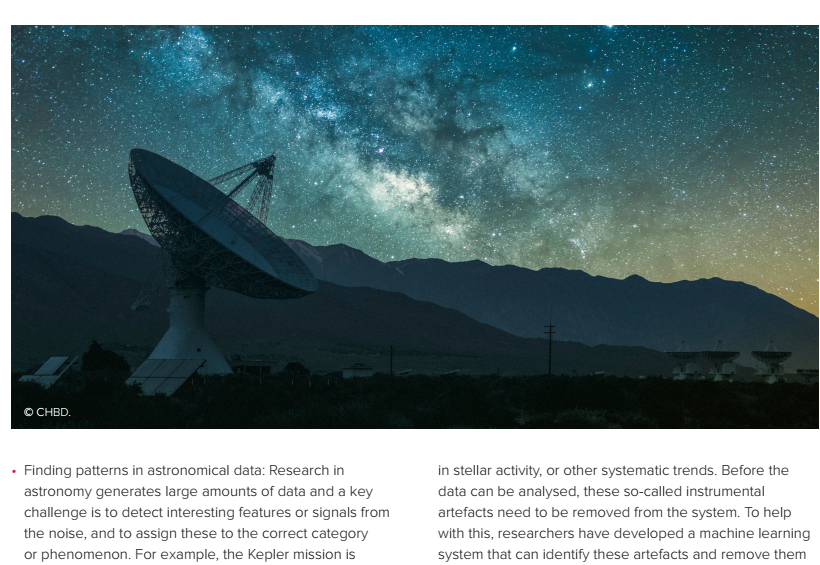 © CHBD.
• Finding patterns in astronomical data: Research in
astronomy generates large amounts of data and a key
challenge is to detect interesting features or signals from
the noise, and to assign these to the correct category
or phenomenon. For example, the Kepler mission is
in stellar activity, or other systematic trends. Before the
data can be analysed, these so-called instrumental
artefacts need to be removed from the system. To help
with this, researchers have developed a machine learning
system that can identify these artefacts and remove them